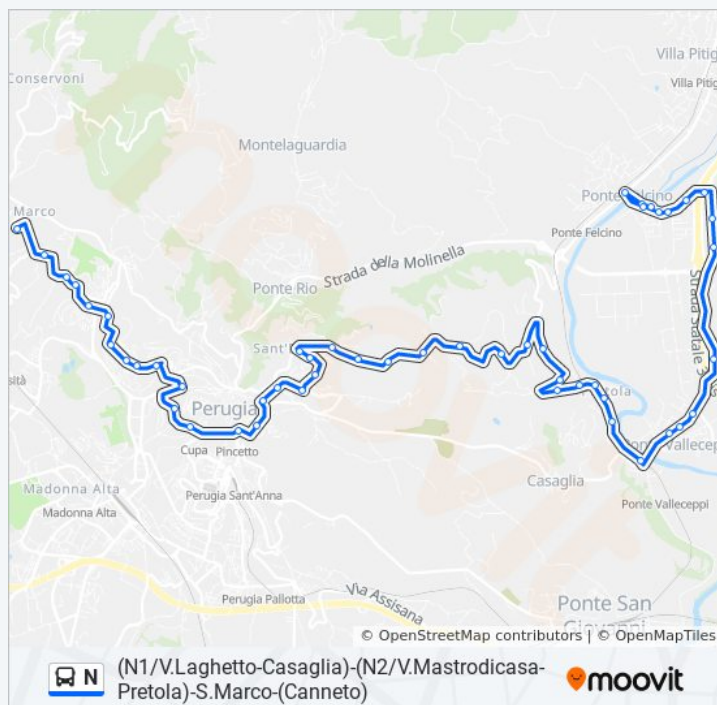 Conservoni
Villa Pitig
Villa Pitig
Montelaguardia
Ponte Felcino
Marco
Ponte Felcino
Strada della Molinella
Ponte Rio
Strada Statale 3
Sant'
Perugia
Cupa
Pincetto
Casaglia
Madonna Alta
Madonna Alta
Perugia Sant'Anna
Ponte Valleceppi
Via Assisana
Perugia Pallotta
Ponte San
Giovanni
© OpenStreetMap contributors | © OpenMapTiles
N
(N1/V.Laghetto-Casaglia)-(N2/V.Mastrodicasa-
Pretola)-S.Marco-(Canneto)
moovit